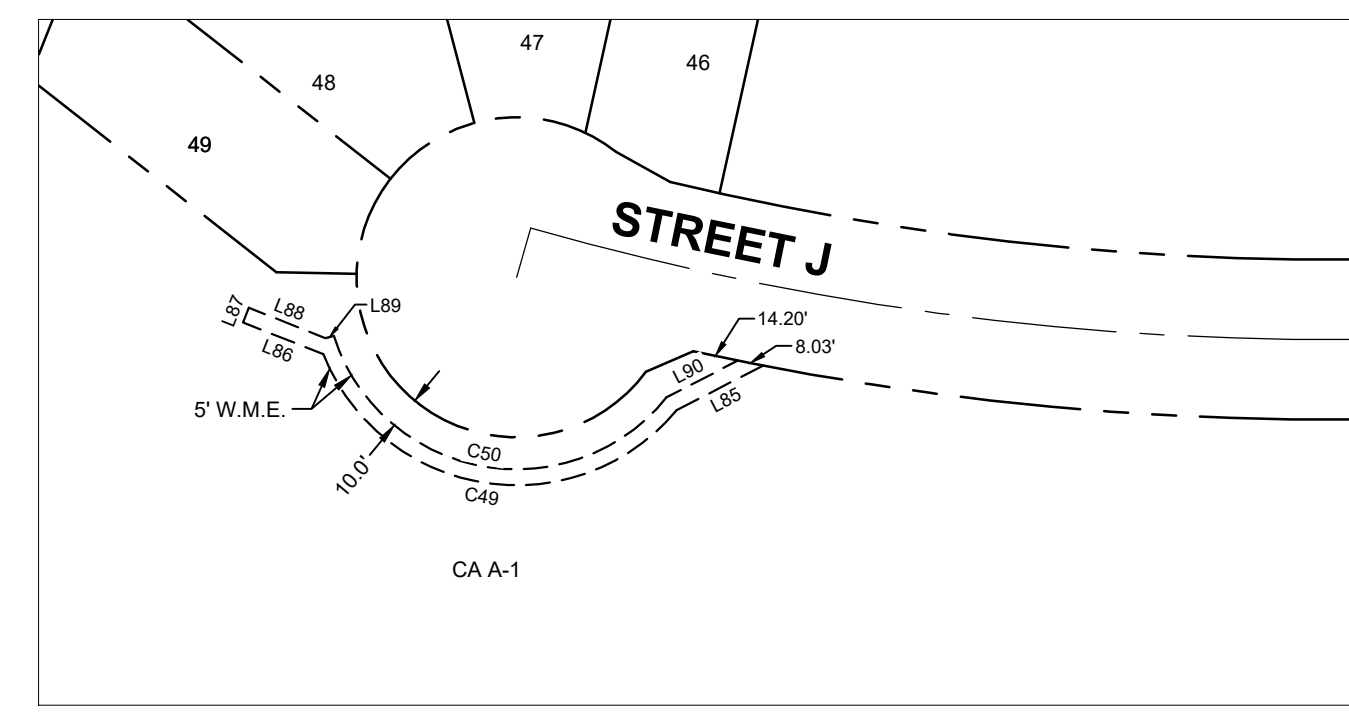 47
46
48
49
STREET J
L87
L88
L89
L86
14.20'
8.03'
L90
L85
5' W.M.E.
10.0'
C50
C49
CA A-1